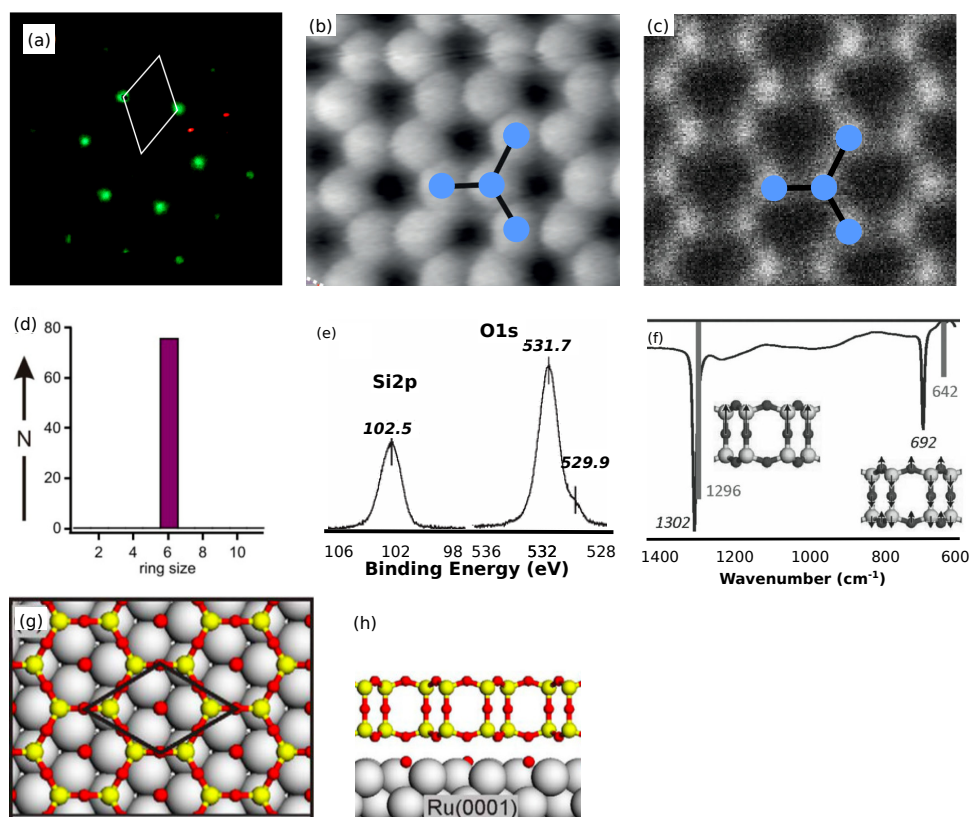 (a)
(b)
(c)
(d)
80
60
40
20
0
N
2 4 6 8 10
ring size
(e)
O1s
531.7
Si2p
102.5
529.9
106 102 98 536 532 528
Binding Energy (eV)
(f)
642
692
1296
1302
1400 1200 1000 800 600
Wavenumber (cm-1)
(g)
(h)
Ru(0001)